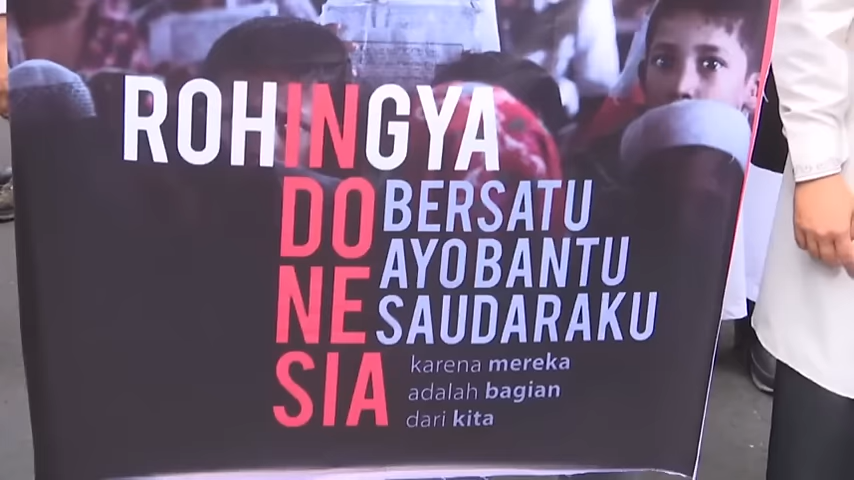 ROHINGYA
INDONESIA
BERSATU
AYO BANTU
SAUDARAKU
karena mereka
adalah bagian
dari kita